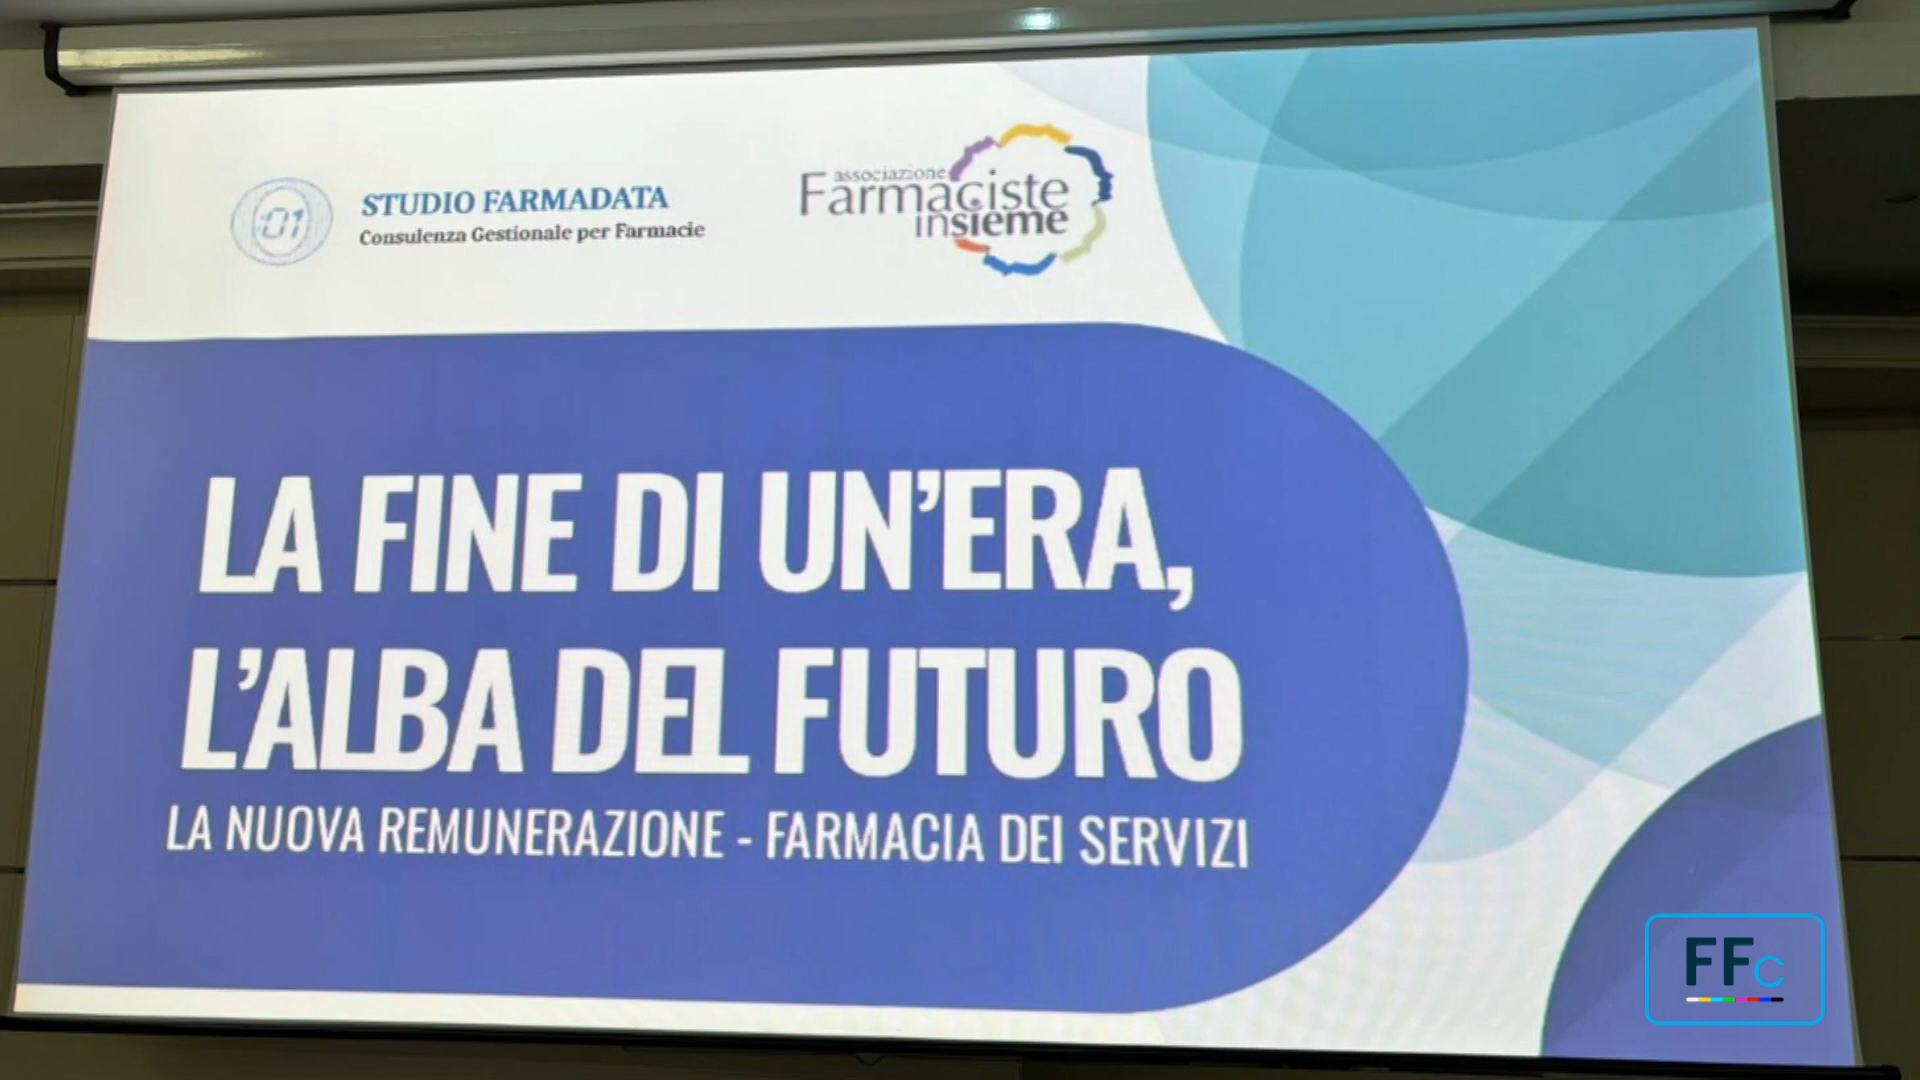 :01
STUDIO FARMADATA
Consulenza Gestionale per Farmacie
associazione
Farmaciste
insieme
LA FINE DI UN'ERA,
L'ALBA DEL FUTURO
LA NUOVA REMUNERAZIONE - FARMACIA DEI SERVIZI
FFc